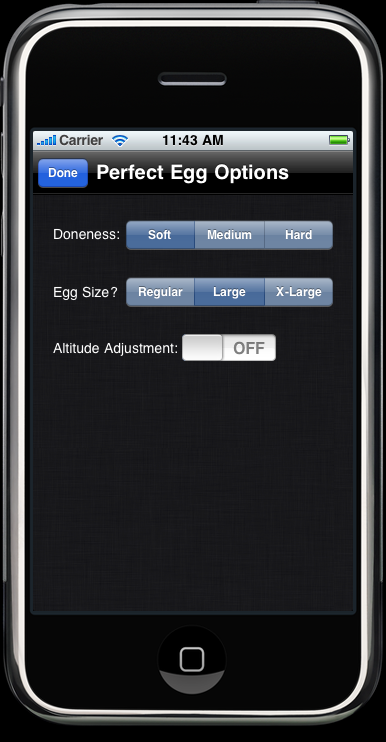 Carrier 11:43 AM
Done Perfect Egg Options
Doneness: Soft Medium Hard
Egg Size? Regular Large X-Large
Altitude Adjustment: OFF